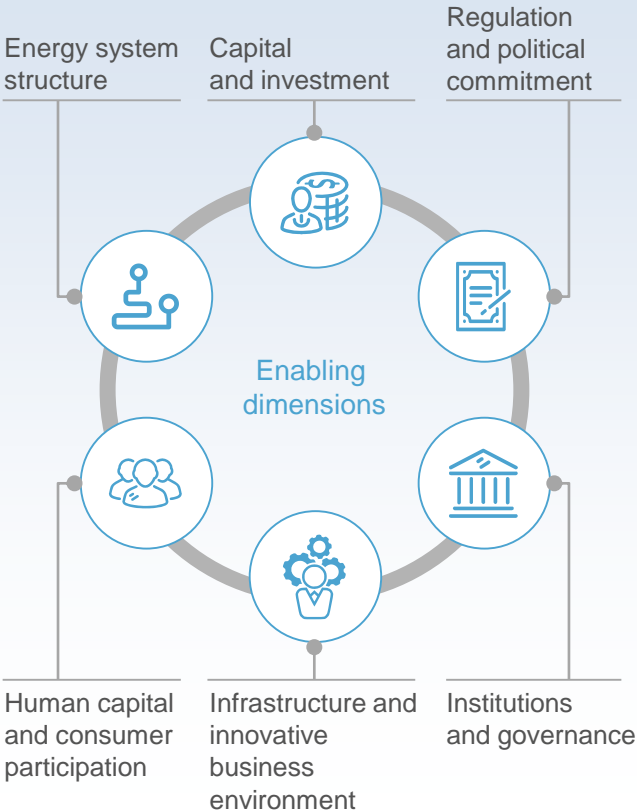 Energy system
structure
Capital
and investment
Regulation
and political
commitment
Enabling
dimensions
Human capital
and consumer
participation
Infrastructure and
innovative
business
environment
Institutions
and governance